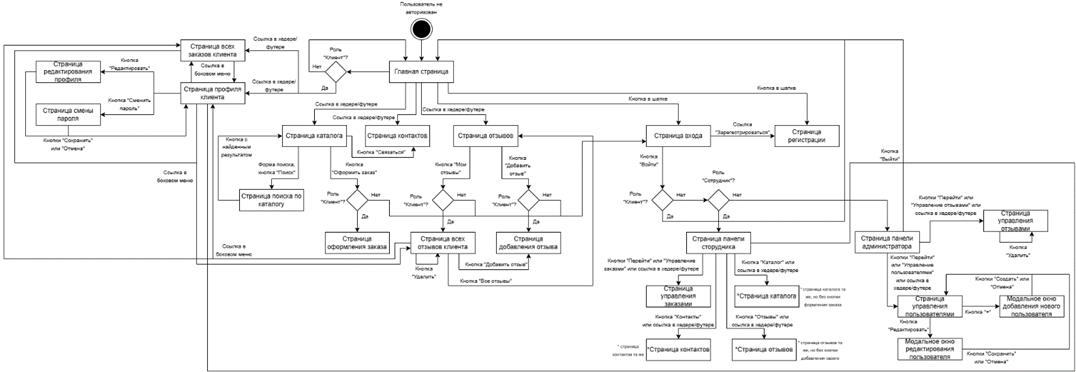 Пользователь не
авторизован
Страница всех
заказов клиента
Ссылка в хедере/
футере
Роль
"Клиент"?
Нет
Да
Главная страница
Кнопка
"Редактировать"
Страница
редактирования
профиля
Ссылка в
боковом меню
Страница профиля
клиента
Ссылка в хедере/
футере
Кнопка "Сменить
пароль"
Страница смены
пароля
Кнопки "Сохранить"
или "Отмена"
Ссылка в хедере/футере
Ссылка в хедере/футере
Ссылка в хедере/футере
Кнопка в шапке
Кнопка в шапке
Кнопка с
найденным
результатом
Страница каталога
Страница контактов
Страница отзывов
Страница входа
Ссылка
"Зарегистрироваться"
Страница
регистрации
Кнопка "Связаться"
Ссылка в
боковом меню
Форма поиска,
кнопка "Поиск"
Кнопка
"Оформить заказ"
Кнопка "Мои
отзывы"
Кнопка
"Добавить
отзыв"
Кнопка
"Войти"
Кнопка
"Выйти"
Страница поиска по
каталогу
Роль
"Клиент"?
Нет
Да
Роль
"Клиент"?
Нет
Да
Роль
"Клиент"?
Нет
Да
Роль
"Клиент"?
Нет
Да
Роль
"Сотрудник"?
Нет
Да
Ссылка в
боковом меню
Страница
оформления заказа
Страница всех
отзывов клиента
Страница
добавления отзыва
Страница панели
сторудника
Страница панели
администратора
Кнопки "Перейти" или
"Управление отзывами" или
ссылка в хедере/футере
Страница
управления
отзывами
Кнопка
"Удалить"
Кнопка
"Удалить"
Кнопка "Добавить отзыв"
Кнопка "Все отзывы"
Кнопки "Перейти" или "Управление
заказами" или ссылка в хедере/футере
Кнопка "Каталог" или
ссылка в хедере/футере
Кнопки "Перейти"
или "Управление
пользователями"
или ссылка в
хедере/футере
Кнопки "Создать" или
"Отмена"
Страница
управления
заказами
*Страница каталога
* страница каталога та
же, но без кнопки
оформления заказа
Страница
управления
пользователями
Кнопка "+"
Модальное окно
добавления нового
пользователя
Кнопка "Контакты" или
ссылка в хедере/футере
Кнопка "Отзывы" или
ссылка в хедере/футере
Кнопка
"Редактировать"
* страница
контактов та же
*Страница контактов
*Страница отзывов
* страница отзывов та
же, но без кнопки
добавления своего
Модальное окно
редактирования
пользователя
Кнопки "Сохранить"
или "Отмена"